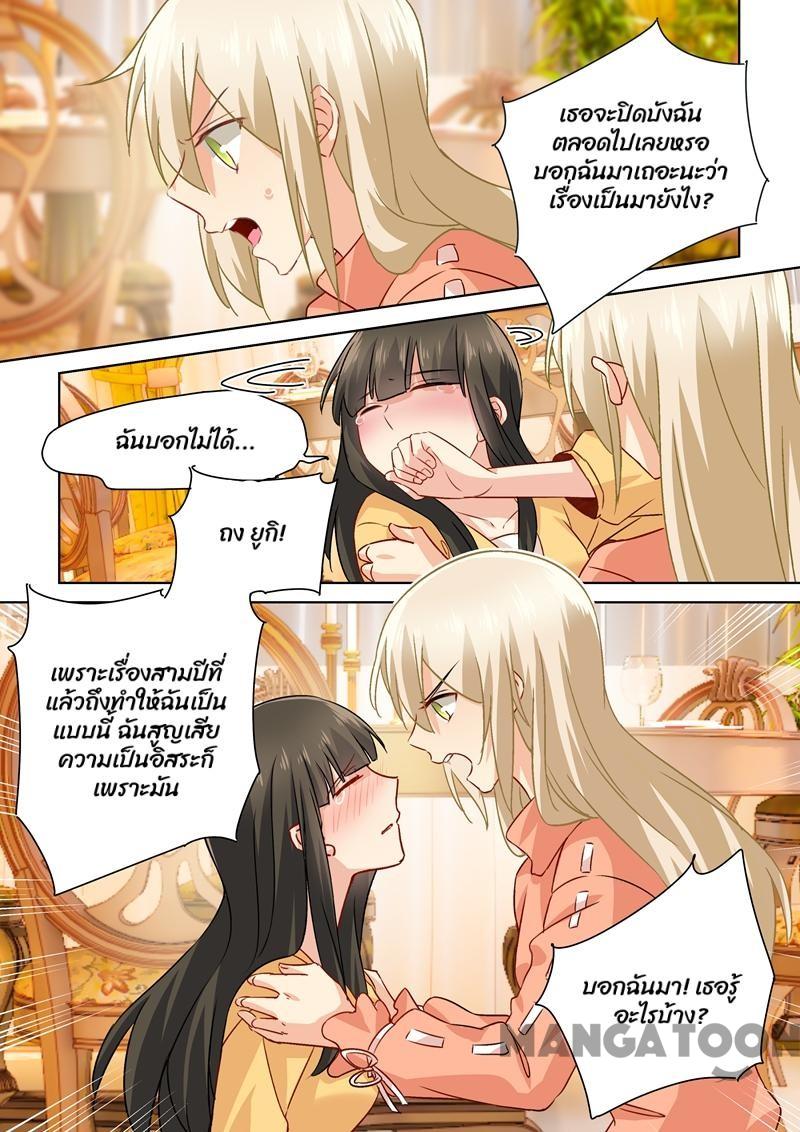 เธอจะปิดบังฉัน
ตลอดไปเลยหรอ
บอกฉันมาเถอะนะว่า
เรื่องเป็นมายังไง?
ฉันบอกไม่ได้...
ถง ยูกิ!
เพราะเรื่องสามปีที่
แล้วถึงทำให้ฉันเป็น
แบบนี้ ฉันสูญเสีย
ความเป็นอิสระก็
เพราะมัน
บอกฉันมา! เธอรู้
อะไรบ้าง?
MANGATOON